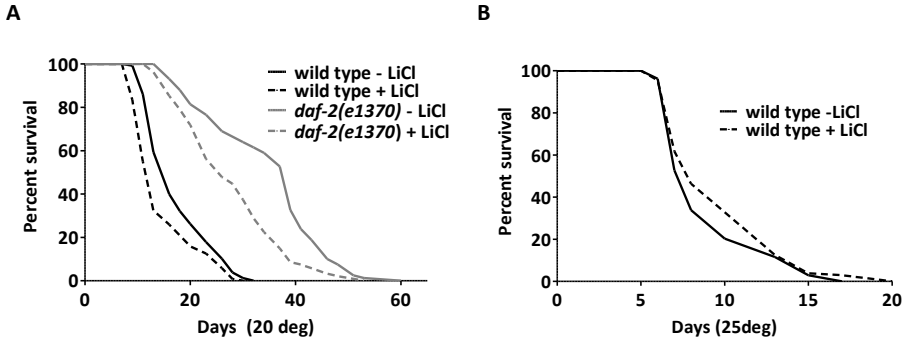 A
B
100
80
60
40
20
0
Percent survival
wild type - LiCl
wild type + LiCl
daf-2(e1370) - LiCl
daf-2(e1370) + LiCl
0 20 40 60
Days (20 deg)
100
80
60
40
20
0
Percent survival
wild type -LiCl
wild type + LiCl
0 5 10 15 20
Days (25deg)